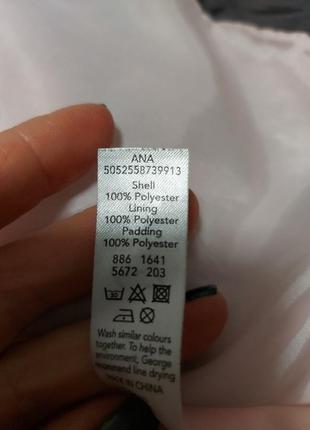 ANA
5052558739913
Shell
100% Polyester
Lining
100% Polyester
Padding
100% Polyester
886 1641
5672 203
Wash similar colours
together. To help the
environment, George
recommend line drying
MADE IN CHINA